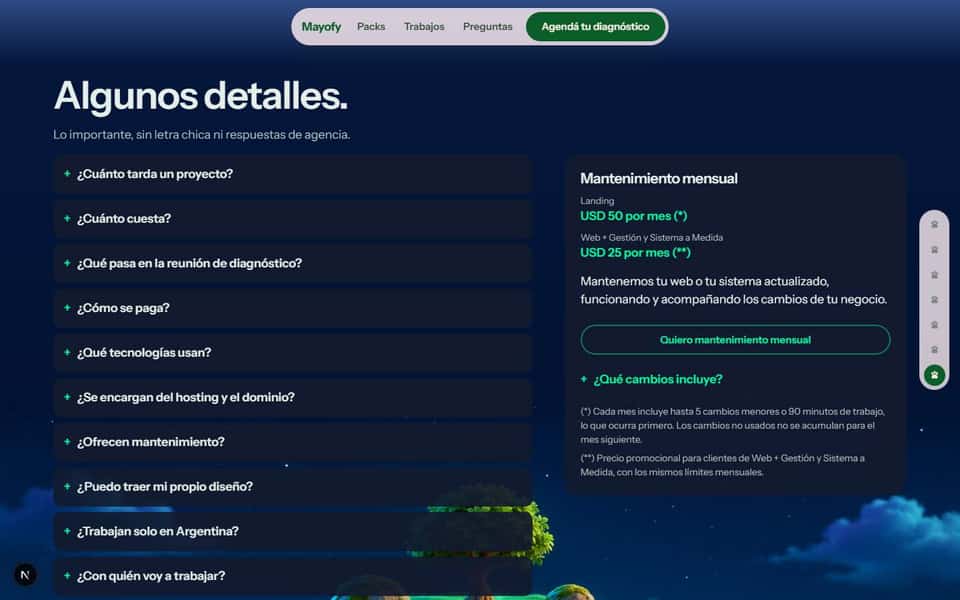 Mayofy Packs Trabajos Preguntas Agendá tu diagnóstico
Algunos detalles.
Lo importante, sin letra chica ni respuestas de agencia.
+ ¿Cuánto tarda un proyecto?
+ ¿Cuánto cuesta?
+ ¿Qué pasa en la reunión de diagnóstico?
+ ¿Cómo se paga?
+ ¿Qué tecnologías usan?
+ ¿Se encargan del hosting y el dominio?
+ ¿Ofrecen mantenimiento?
+ ¿Puedo traer mi propio diseño?
+ ¿Trabajan solo en Argentina?
+ ¿Con quién voy a trabajar?
Mantenimiento mensual
Landing
USD 50 por mes (*)
Web + Gestión y Sistema a Medida
USD 25 por mes (**)
Mantenemos tu web o tu sistema actualizado,
funcionando y acompañando los cambios de tu negocio.
Quiero mantenimiento mensual
+ ¿Qué cambios incluye?
(*) Cada mes incluye hasta 5 cambios menores o 90 minutos de trabajo,
lo que ocurra primero. Los cambios no usados no se acumulan para el
mes siguiente.
(**) Precio promocional para clientes de Web + Gestión y Sistema a
Medida, con los mismos límites mensuales.
N